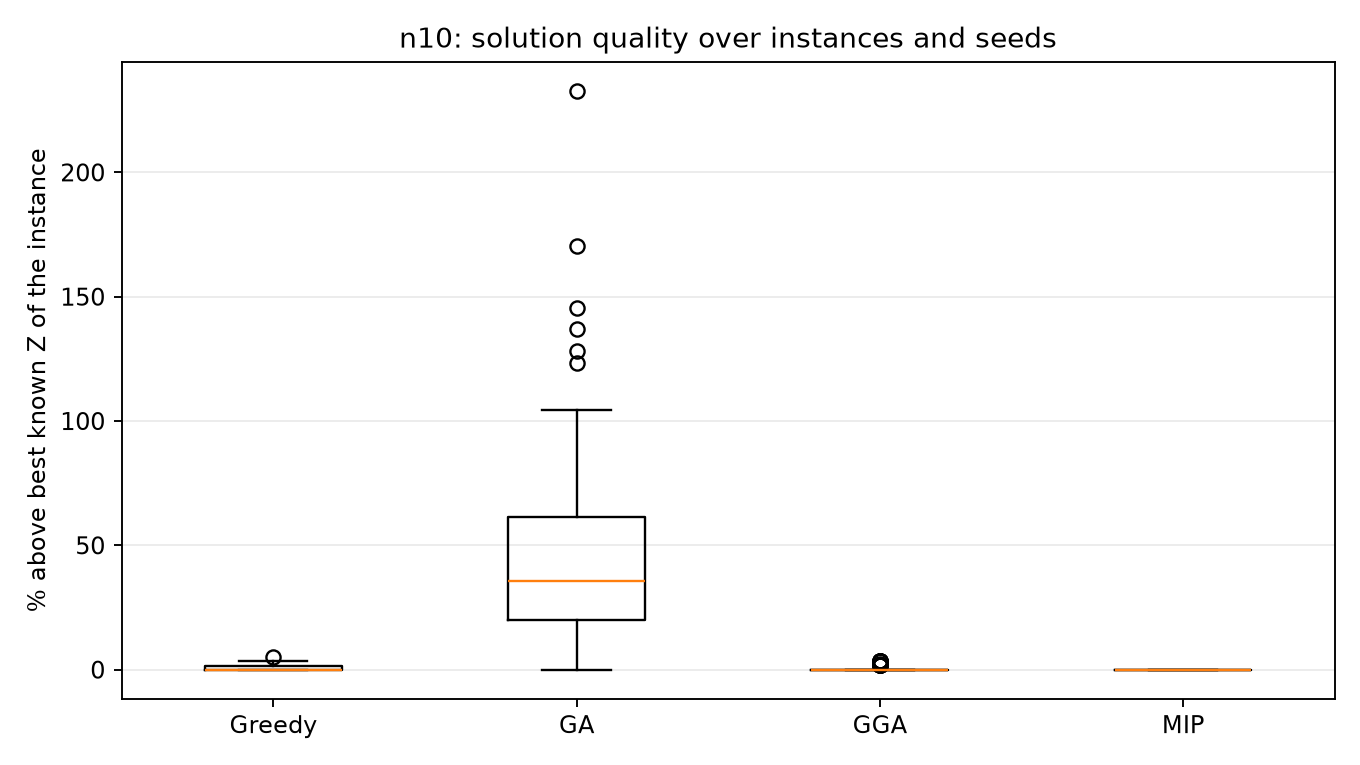 n10: solution quality over instances and seeds
% above best known Z of the instance
200
150
100
50
0
Greedy GA GGA MIP